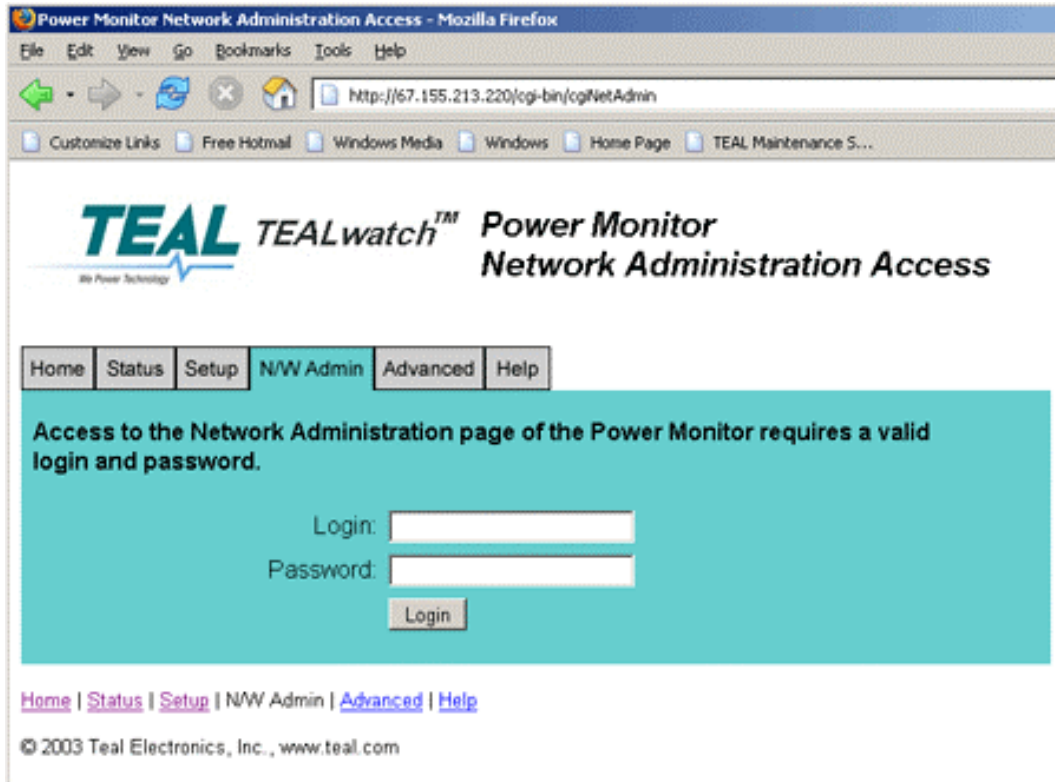 Power Monitor Network Administration Access - Mozilla Firefox
File Edit View Go Bookmarks Tools Help
http://67.155.213.220/cgi-bin/cgiNetAdmin
Customize Links Free Hotmail Windows Media Windows Home Page TEAL Maintenance S...
TEAL TEALwatch™ Power Monitor
We Power Technology Network Administration Access
Home Status Setup N/W Admin Advanced Help
Access to the Network Administration page of the Power Monitor requires a valid
login and password.
Login:
Password:
Login
Home | Status | Setup | N/W Admin | Advanced | Help
© 2003 Teal Electronics, Inc., www.teal.com